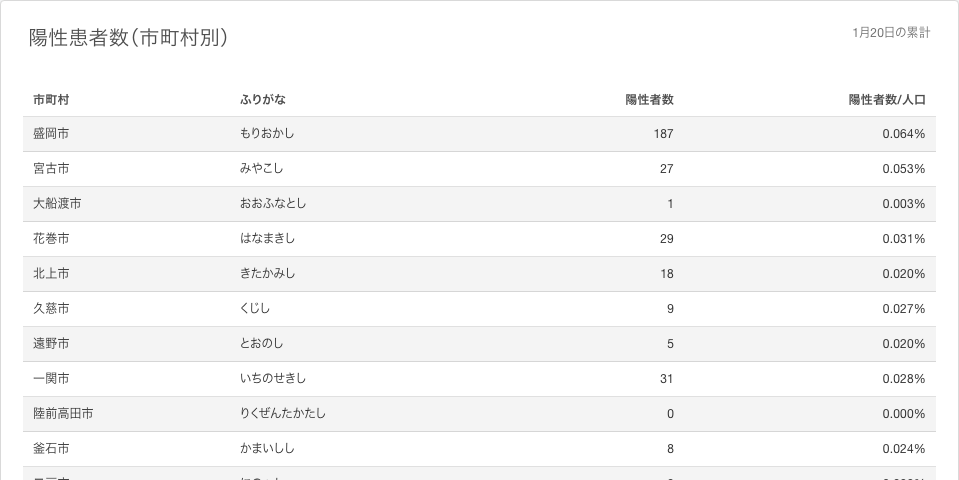 陽性患者数(市町村別)
1月20日の累計
市町村 ふりがな 陽性者数 陽性者数/人口
盛岡市 もりおかし 187 0.064%
宮古市 みやこし 27 0.053%
大船渡市 おおふなとし 1 0.003%
花巻市 はなまきし 29 0.031%
北上市 きたかみし 18 0.020%
久慈市 くじし 9 0.027%
遠野市 とおのし 5 0.020%
一関市 いちのせきし 31 0.028%
陸前高田市 りくぜんたかたし 0 0.000%
釜石市 かまいしし 8 0.024%